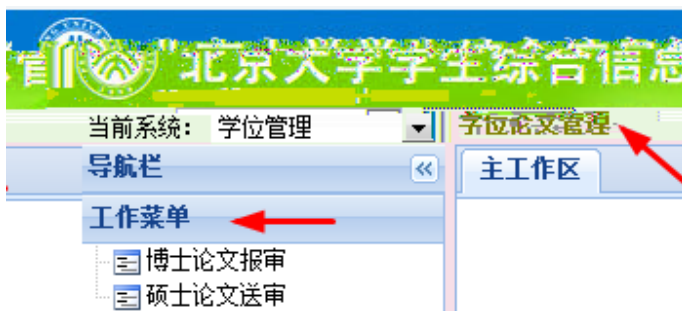 北京大学学生综合信息
当前系统： 学位管理
学位论文管理
导航栏
主工作区
工作菜单
博士论文报审
硕士论文送审